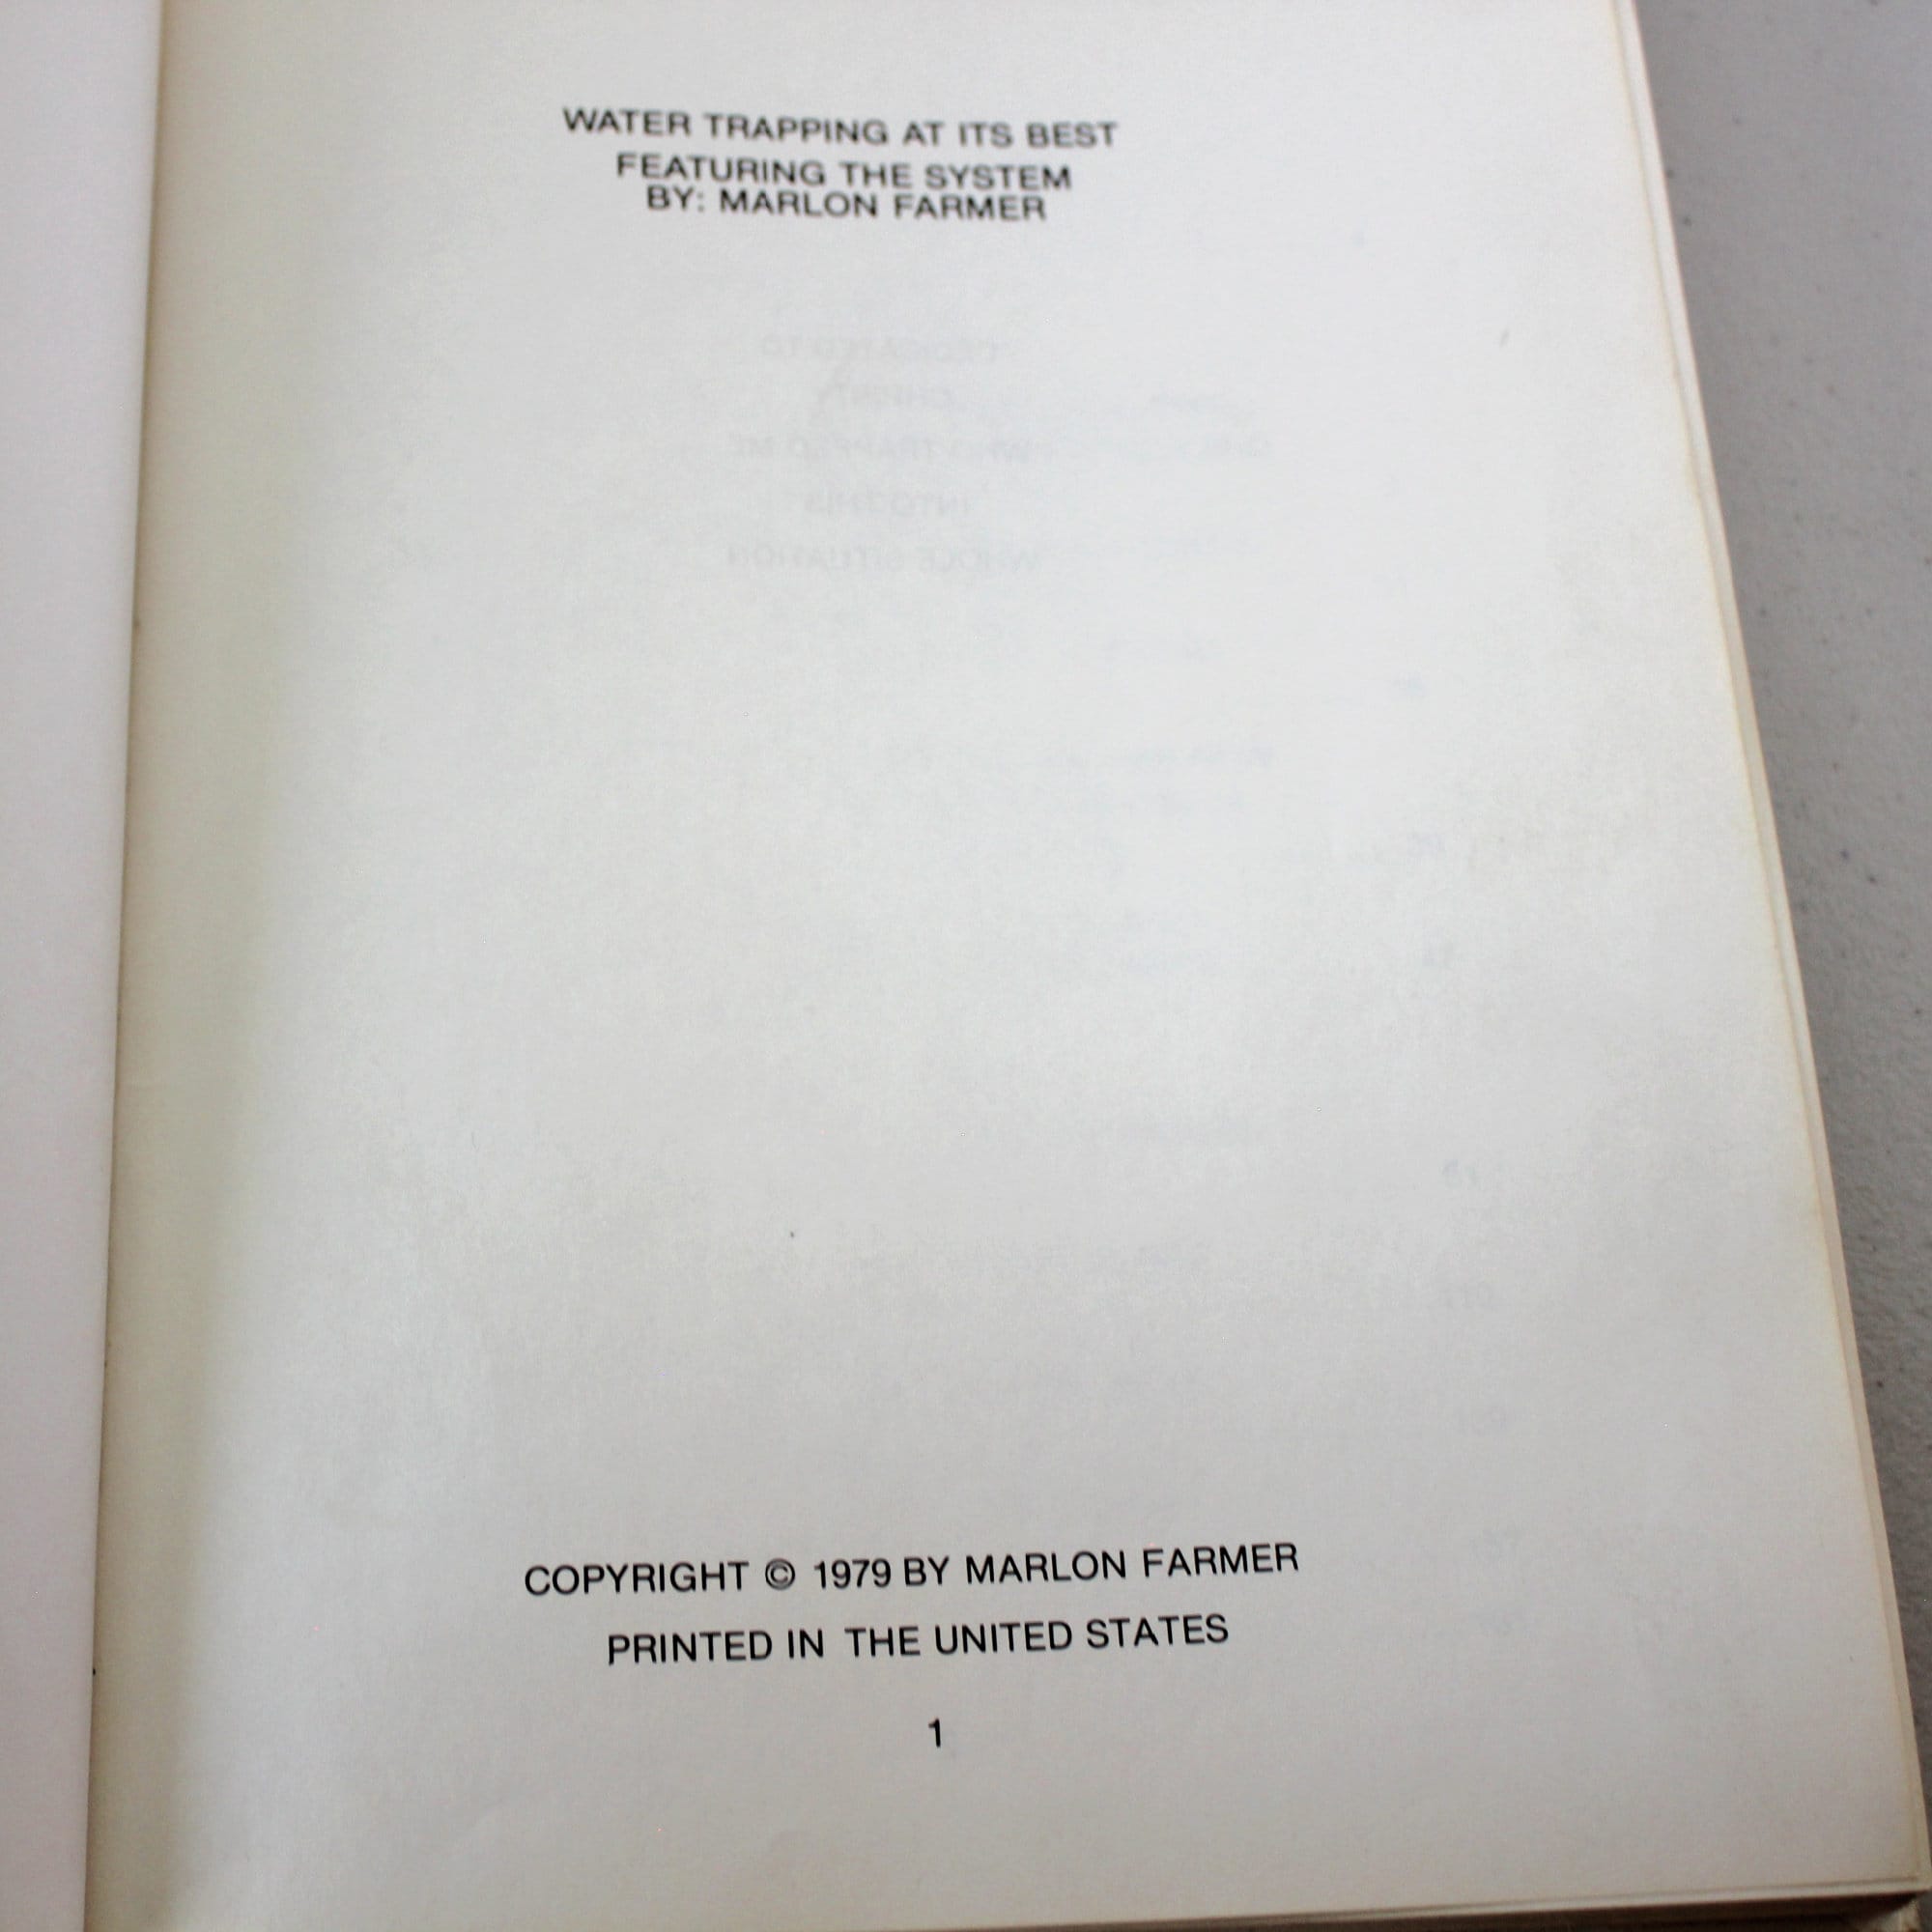 WATER TRAPPING AT ITS BEST
FEATURING THE SYSTEM
BY: MARLON FARMER
COPYRIGHT © 1979 BY MARLON FARMER
PRINTED IN THE UNITED STATES
1